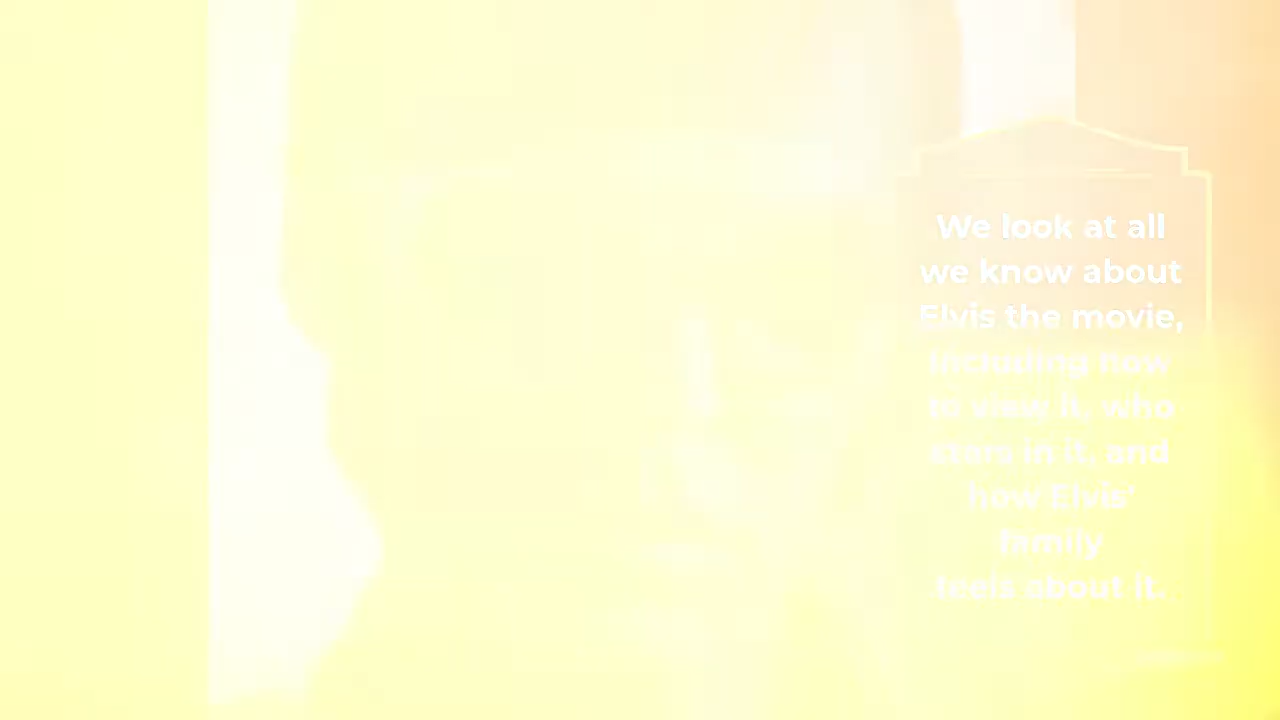 We look at all
we know about
Elvis the movie,
including how
to view it, who
stars in it, and
how Elvis'
family
feels about it.